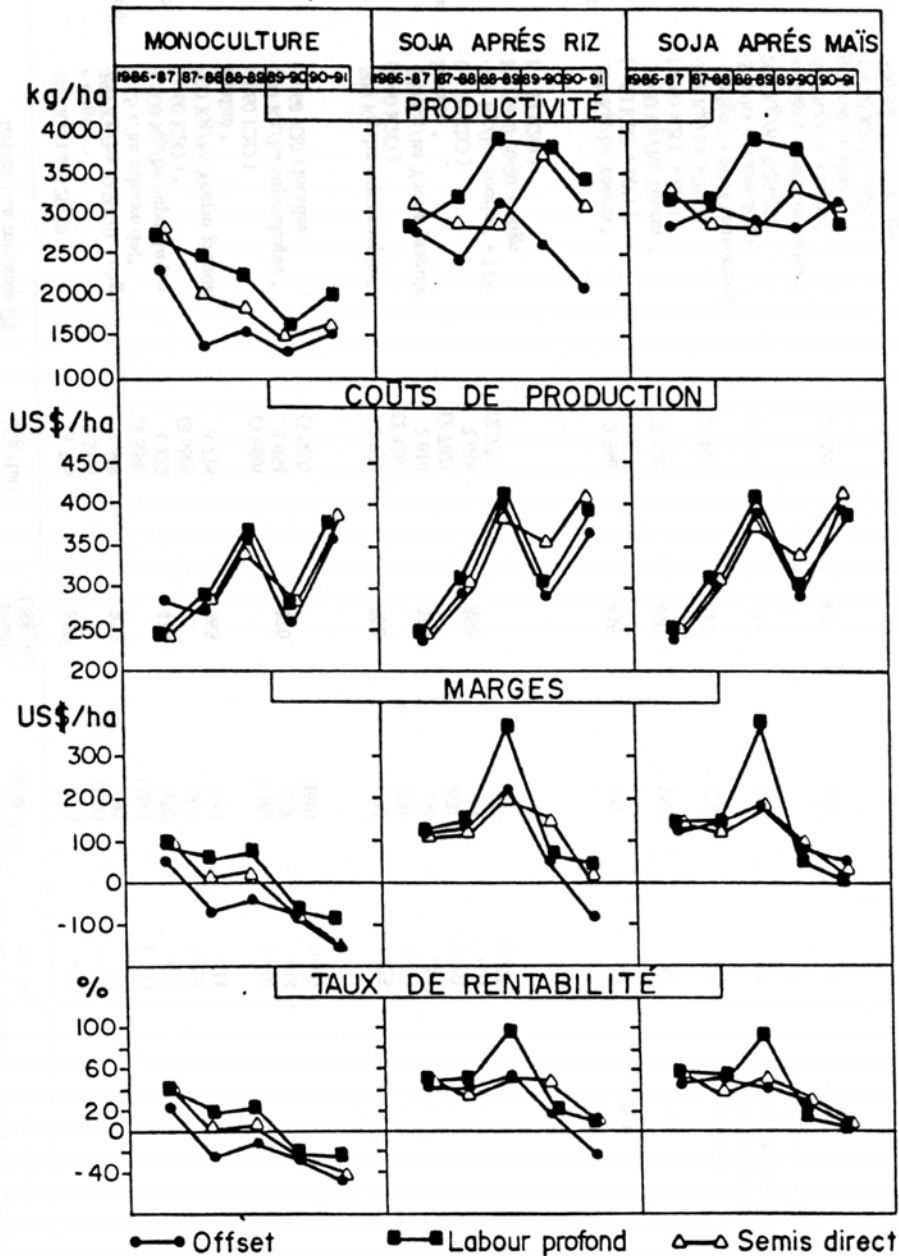 MONOCULTURE SOJA APRÉS RIZ SOJA APRÉS MAÏS
1986-87 87-88 88-89 89-90 90-91 1986-87 87-88 88-89 89-90 90-91 1986-87 87-88 88-89 89-90 90-91
kg/ha
PRODUCTIVITÉ
4000
3500
3000
2500
2000
1500
1000
COÛTS DE PRODUCTION
US$/ha
450
400
350
300
250
200
MARGES
US$/ha
300
200
100
0
-100
TAUX DE RENTABILITÉ
%
100
60
20
0
-40
Offset Labour profond Semis direct